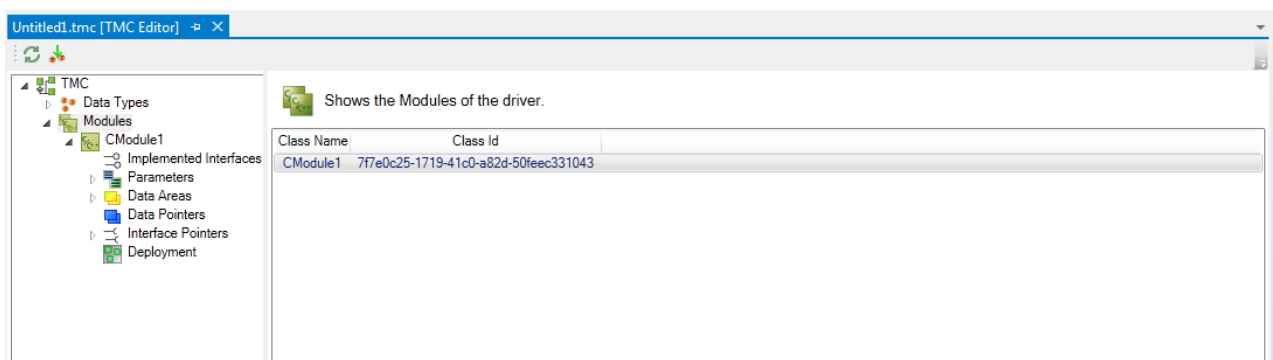 Untitled1.tmc [TMC Editor]
TMC
Data Types
Modules
CModule1
Implemented Interfaces
Parameters
Data Areas
Data Pointers
Interface Pointers
Deployment
Shows the Modules of the driver.
Class Name Class Id
CModule1 7f7e0c25-1719-41c0-a82d-50feec331043